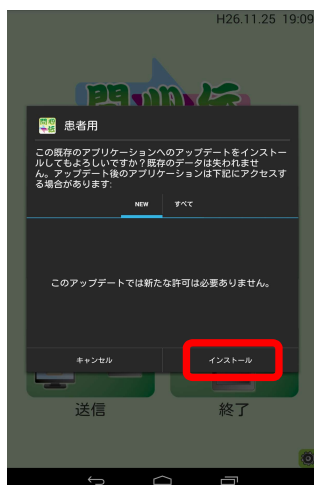 H26.11.25 19:09
患者用
この既存のアプリケーションへのアップデートをインストー
ルしてもよろしいですか？既存のデータは失われませ
ん。アップデート後のアプリケーションは下記にアクセスす
る場合があります:
NEW すべて
このアップデートでは新たな許可は必要ありません。
キャンセル インストール
送信 終了